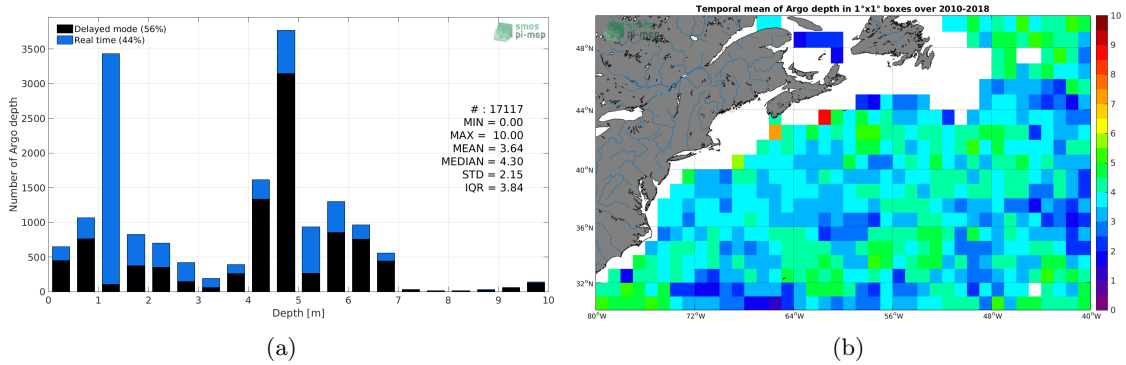 Delayed mode (56%)
Real time (44%)
smos
pi-mep
# : 17117
MIN = 0.00
MAX = 10.00
MEAN = 3.64
MEDIAN = 4.30
STD = 2.15
IQR = 3.84
Number of Argo depth
3500
3000
2500
2000
1500
1000
500
0
0 1 2 3 4 5 6 7 8 9 10
Depth [m]
(a)
Temporal mean of Argo depth in 1°x1° boxes over 2010-2018
smos
pi-mep
48°N
44°N
40°N
36°N
32°N
80°W 72°W 64°W 56°W 48°W 40°W
10
9
8
7
6
5
4
3
2
1
0
(b)